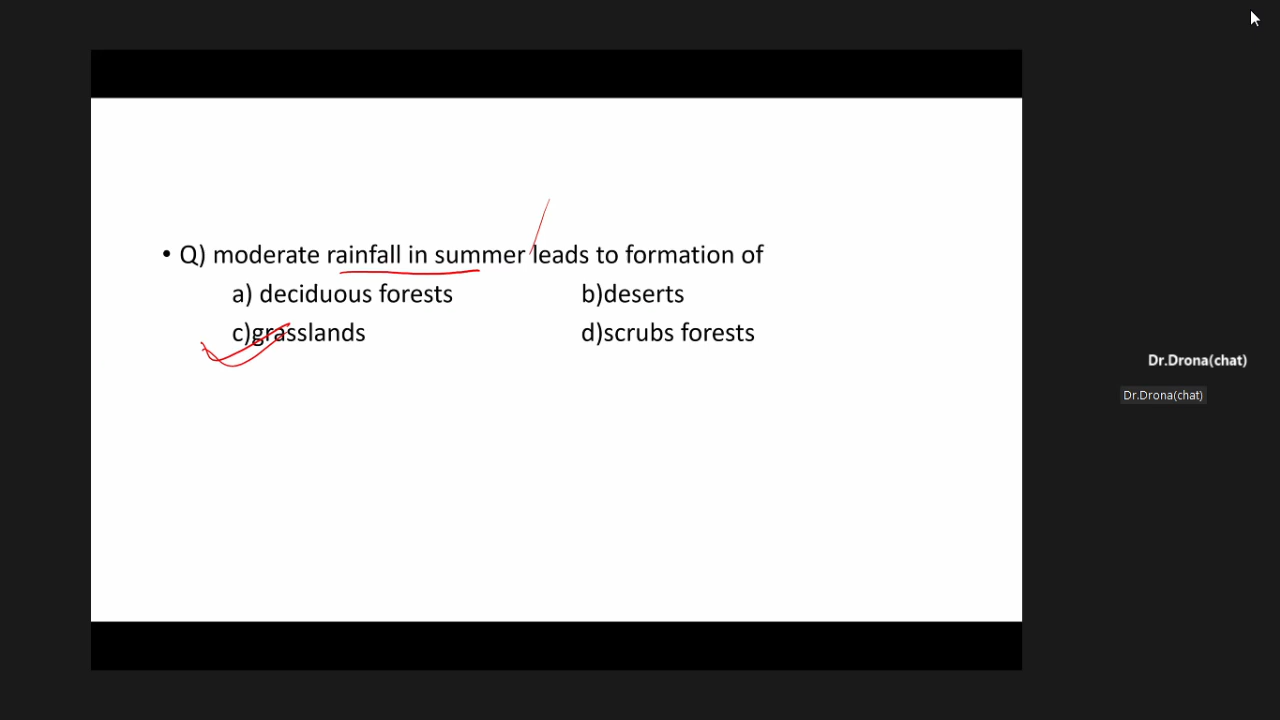 • Q) moderate rainfall in summer leads to formation of
a) deciduous forests b)deserts
c)grasslands d)scrubs forests
Dr.Drona(chat)
Dr.Drona(chat)